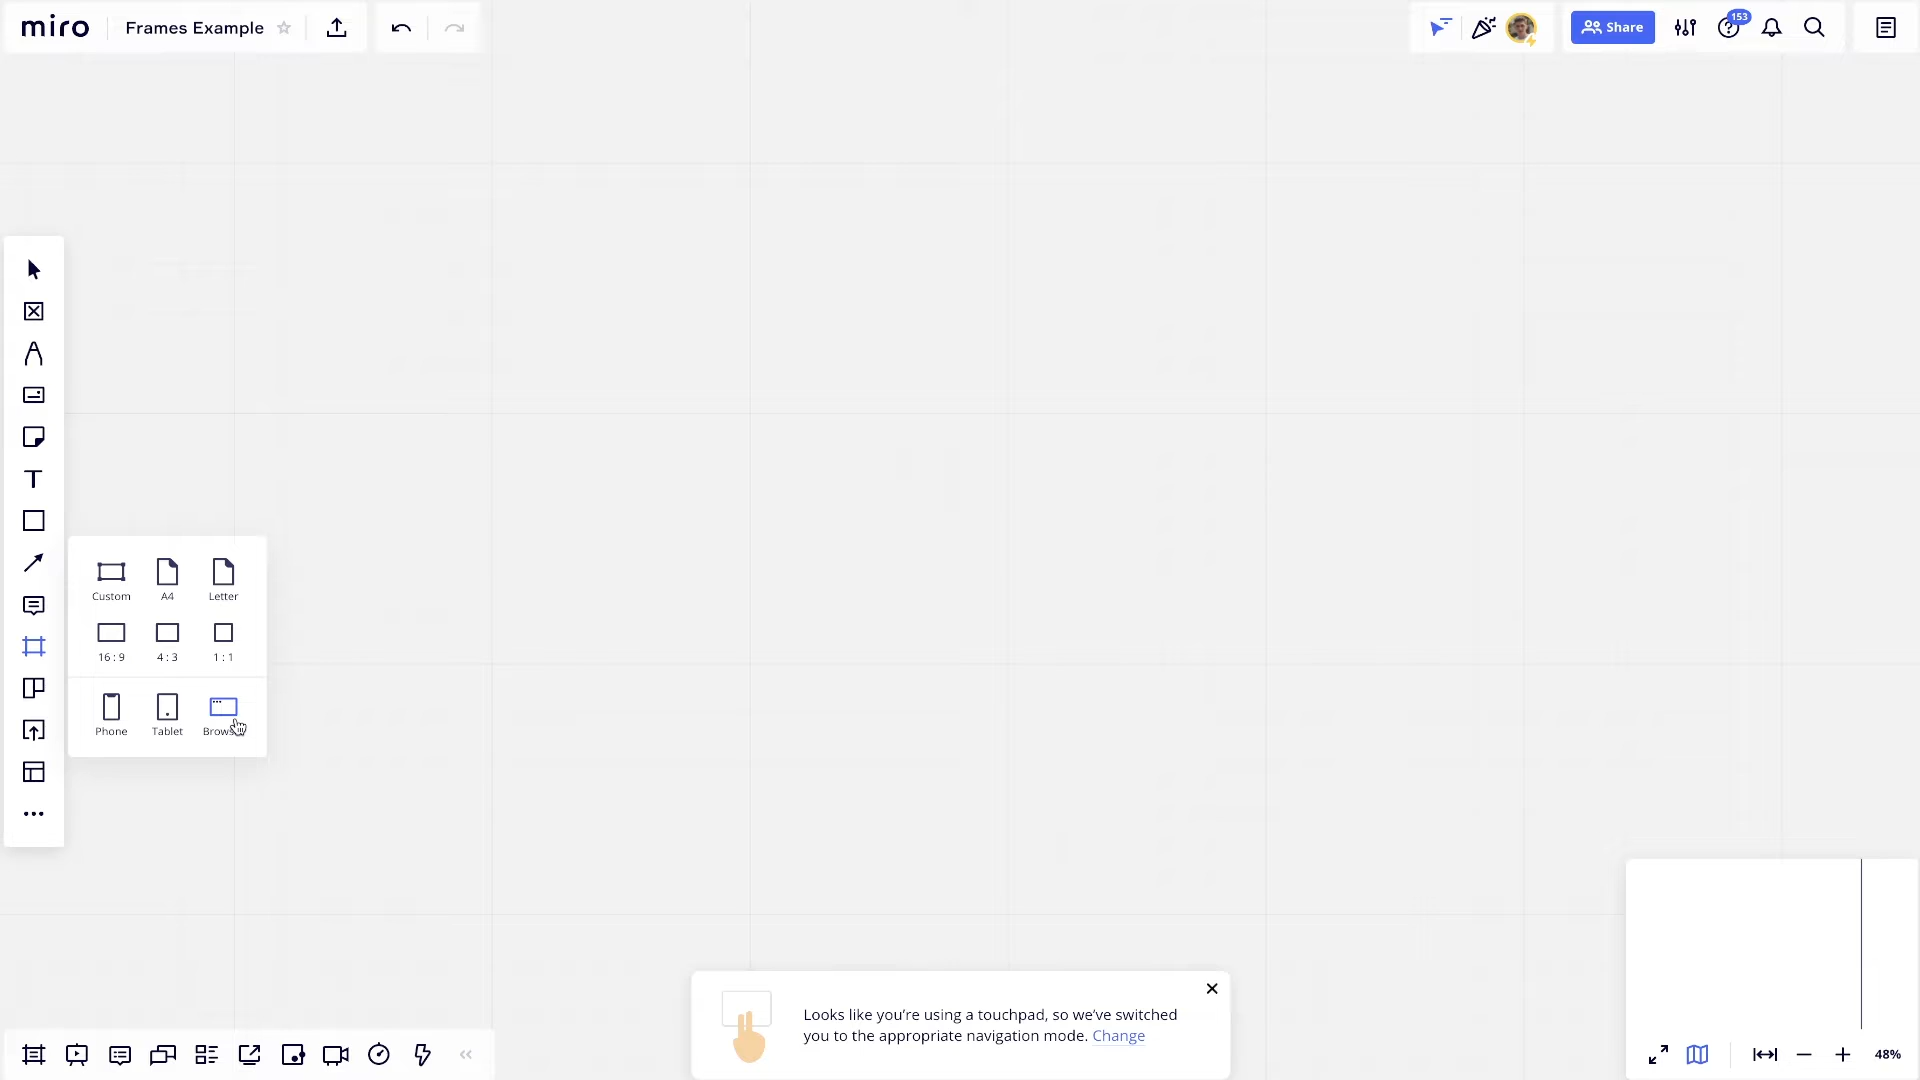 miro
Frames Example
Share
153
Custom
A4
Letter
16 : 9
4 : 3
1 : 1
Phone
Tablet
Looks like you're using a touchpad, so we've switched
you to the appropriate navigation mode. Change
48%